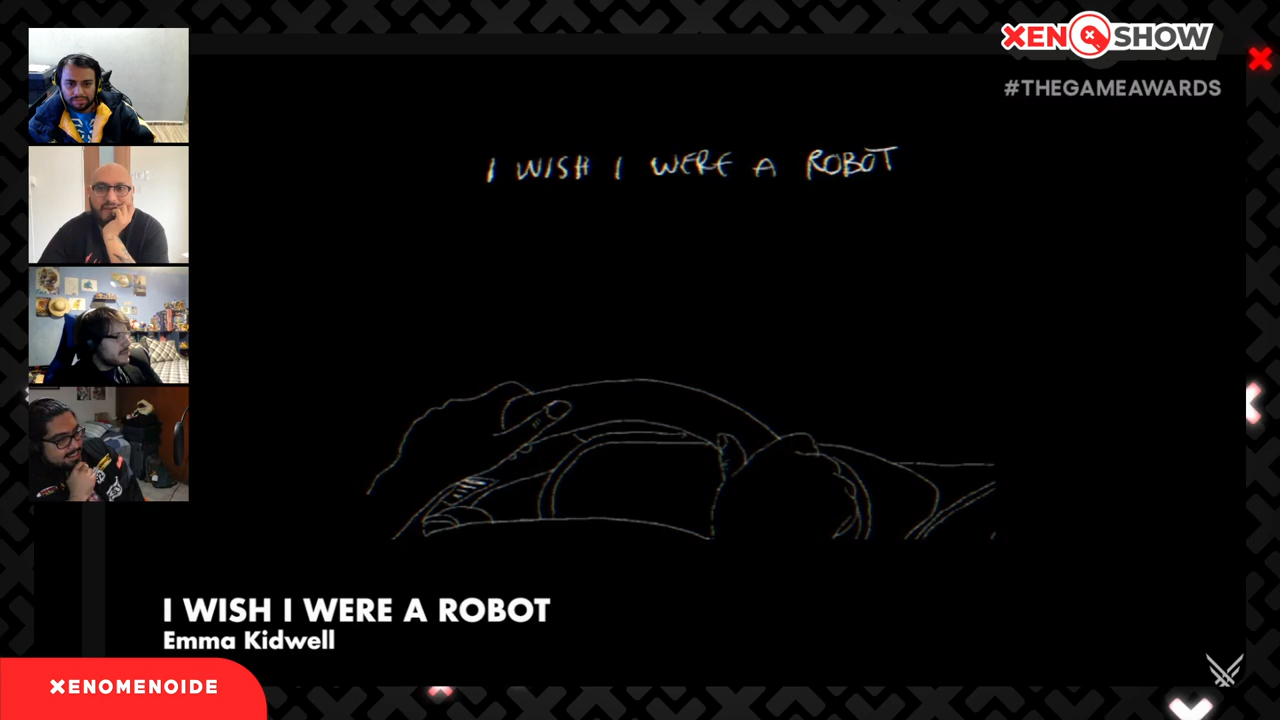 XENOSHOW
#THEGAMEAWARDS
I WISH I WERE A ROBOT
I WISH I WERE A ROBOT
Emma Kidwell
XENOMENOIDE